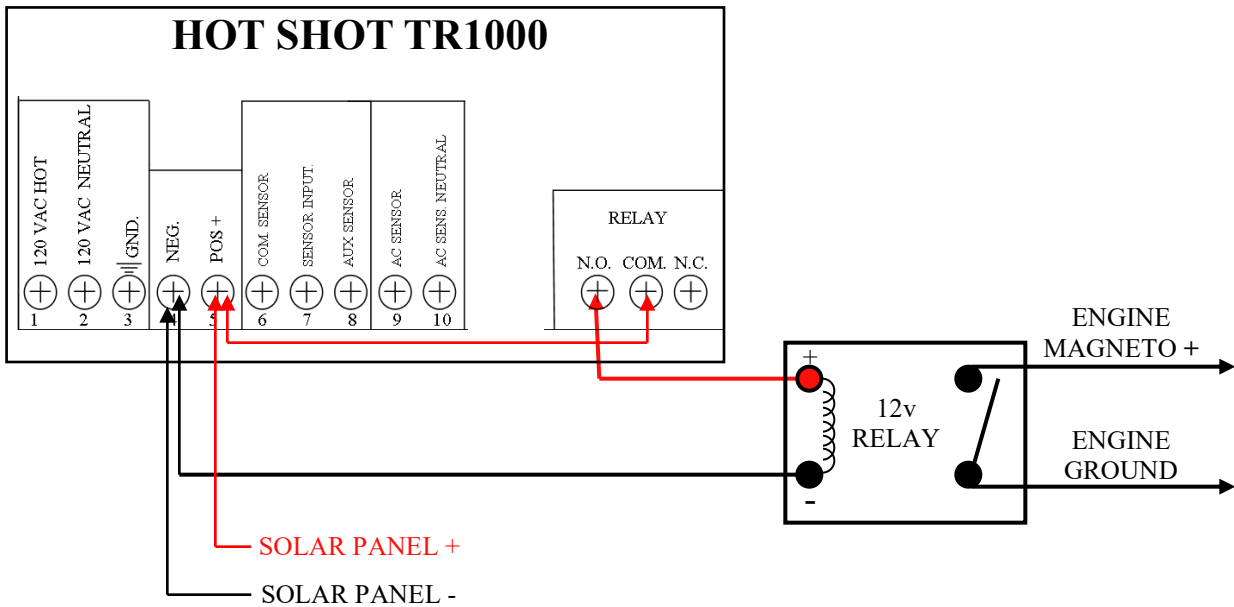 HOT SHOT TR1000
120 VAC HOT
120 VAC NEUTRAL
GND.
NEG.
POS +
COM. SENSOR
SENSOR INPUT.
AUX SENSOR
AC SENSOR
AC SENS. NEUTRAL
1 2 3 4 5 6 7 8 9 10
RELAY
N.O. COM. N.C.
+
12v
RELAY
-
ENGINE
MAGNETO +
ENGINE
GROUND
SOLAR PANEL +
SOLAR PANEL -